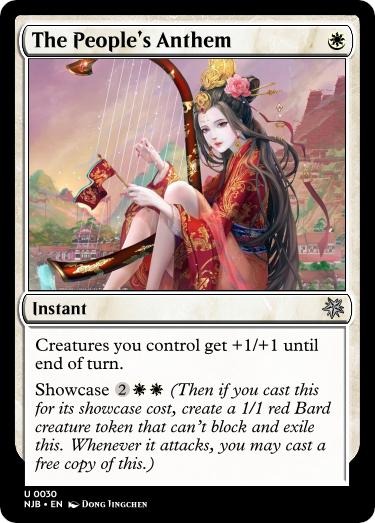 The People's Anthem
Instant
Creatures you control get +1/+1 until
end of turn.
Showcase 2 (Then if you cast this
for its showcase cost, create a 1/1 red Bard
creature token that can't block and exile
this. Whenever it attacks, you may cast a
free copy of this.)
U 0030
NJB • EN Dong Jingchen